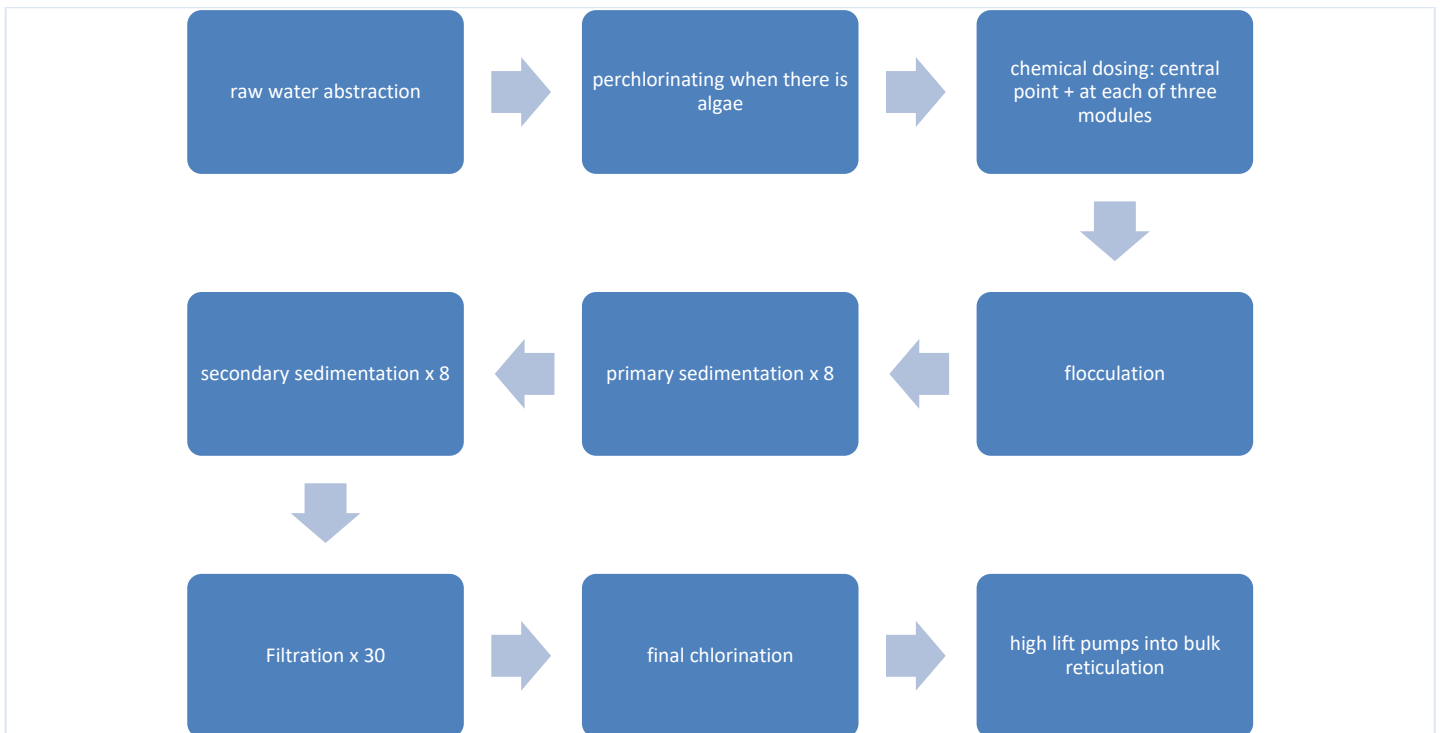 raw water abstraction
perchlorinating when there is
algae
chemical dosing: central
point + at each of three
modules
flocculation
primary sedimentation x 8
secondary sedimentation x 8
Filtration x 30
final chlorination
high lift pumps into bulk
reticulation